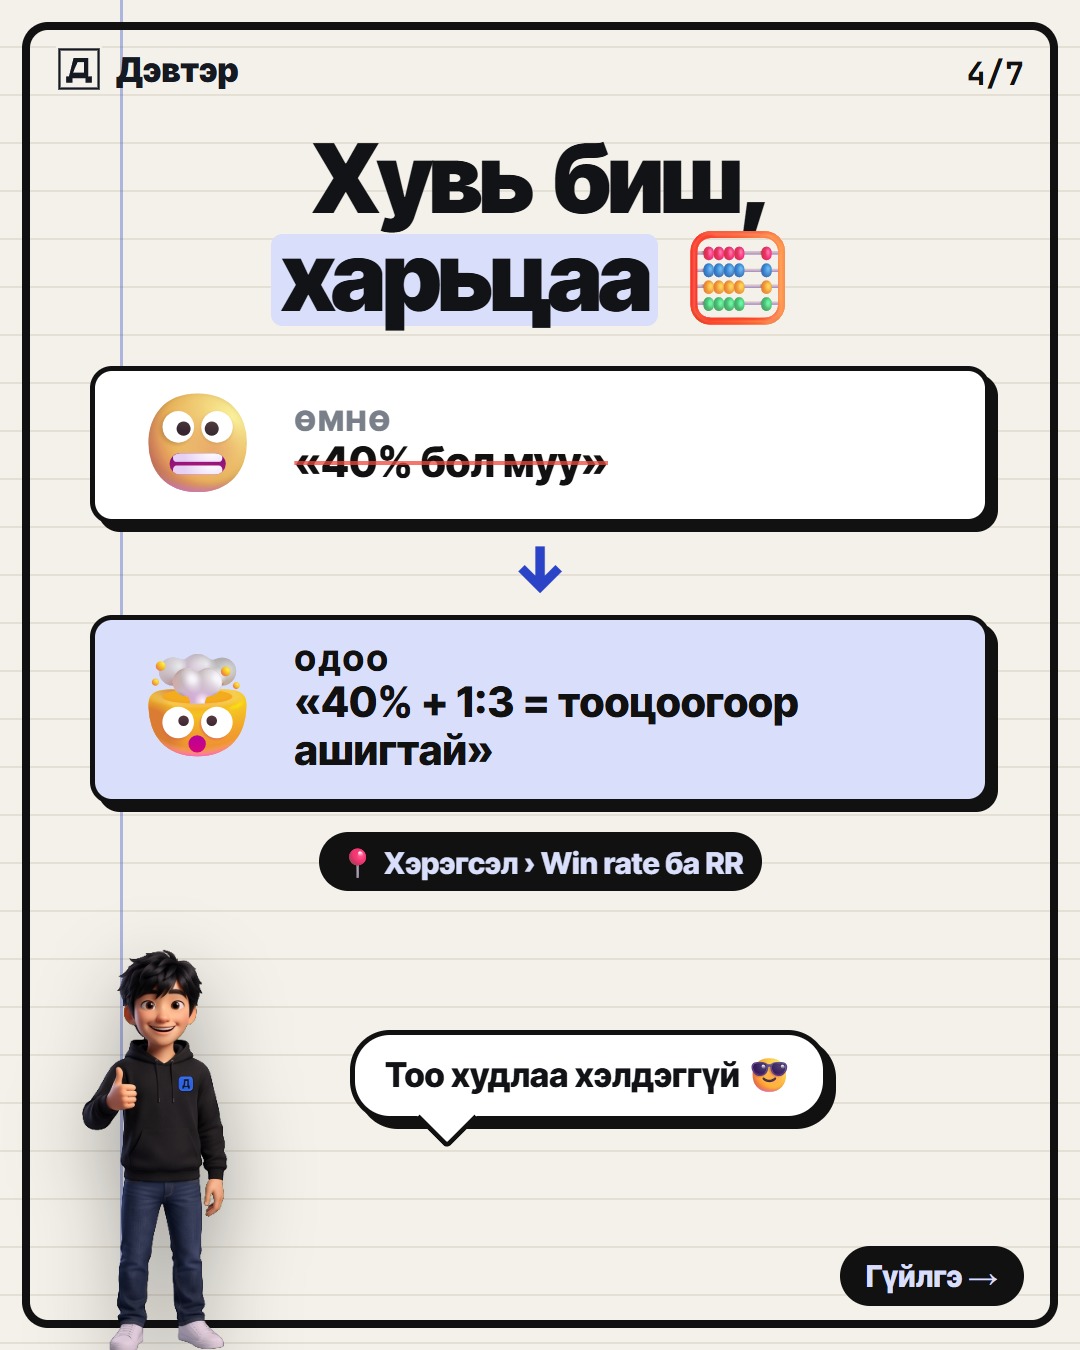 Д Дэвтэр
4/7
Хувь биш,
харьцаа
өмнө
«40% бол муу»
одоо
«40% + 1:3 = тооцоогоор
ашигтай»
Хэрэгсэл › Win rate ба RR
Д
Тоо худлаа хэлдэггүй
Гүйлгэ →